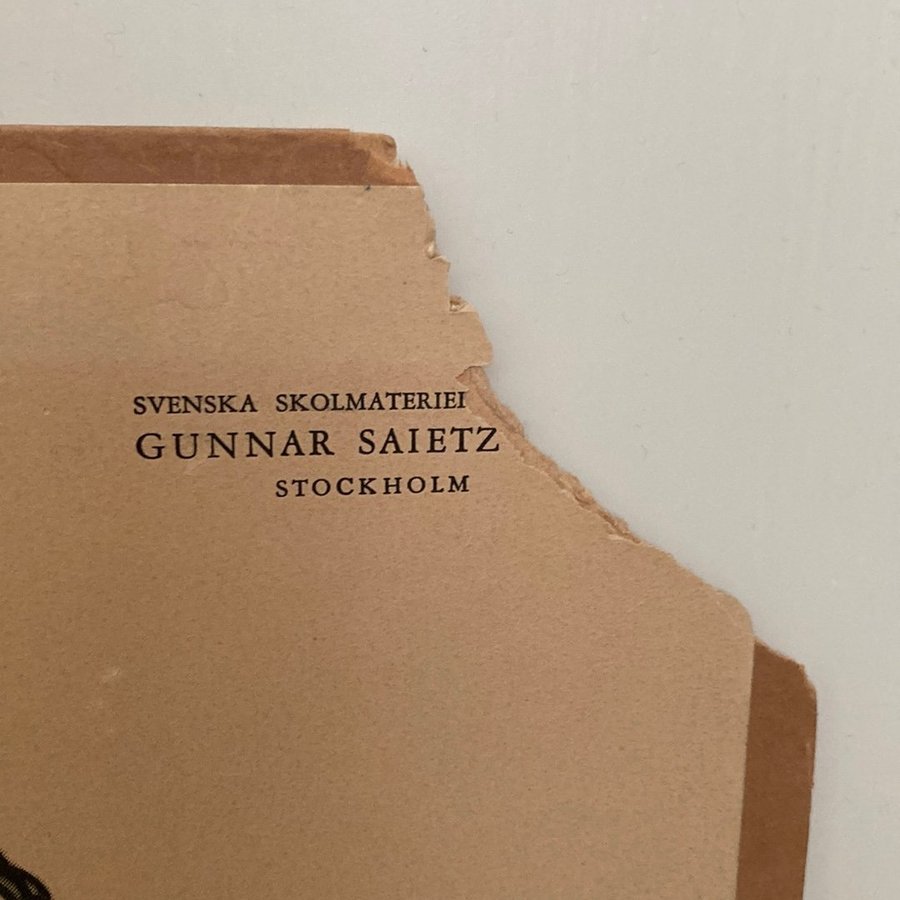 SVENSKA SKOLMATERIEL
GUNNAR SAIETZ
STOCKHOLM